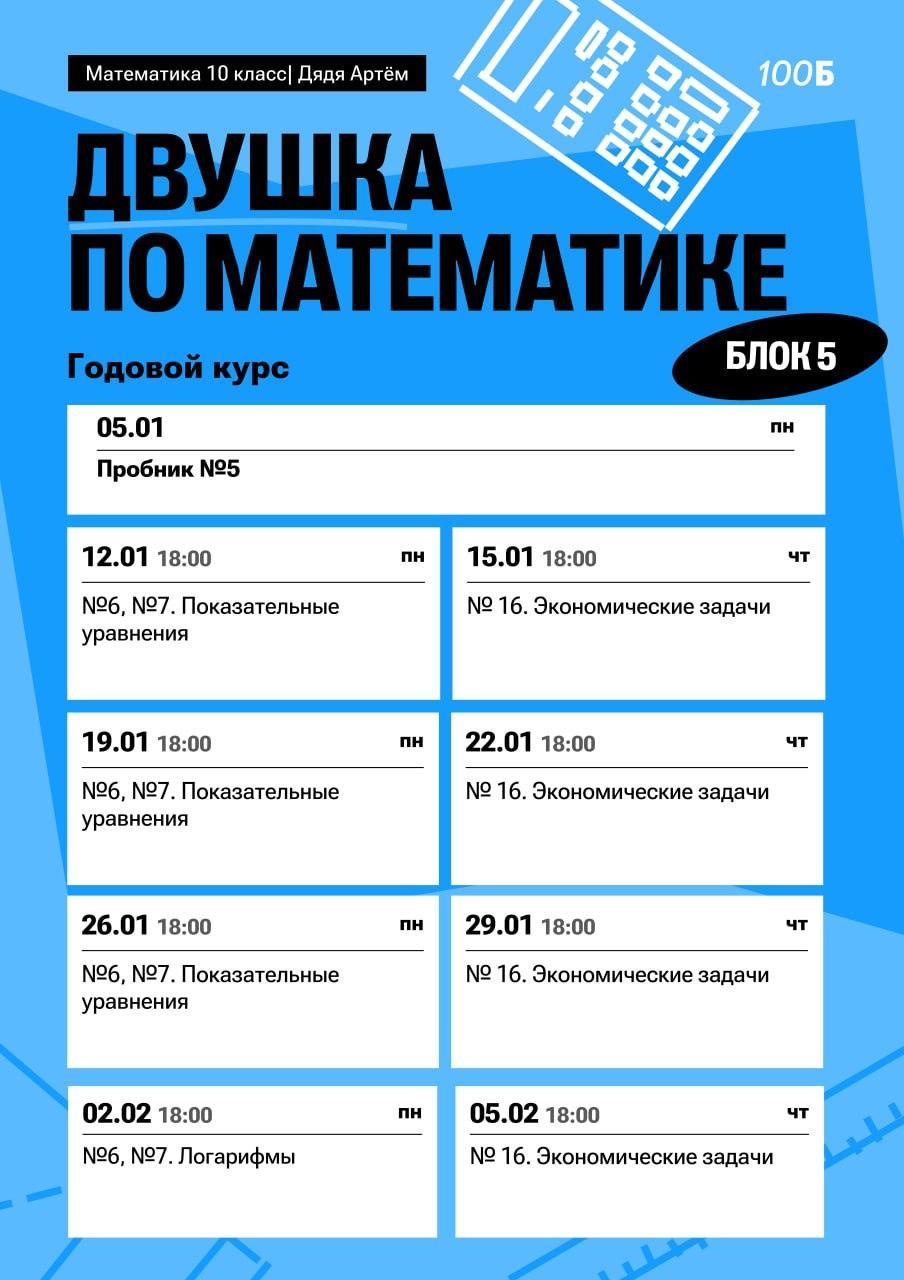 Математика 10 класс| Дядя Артём
100Б
ДВУШКА
ПО МАТЕМАТИКЕ
Годовой курс
БЛОК 5
05.01 пн
Пробник №5
12.01 18:00 пн
№6, №7. Показательные
уравнения
15.01 18:00 чт
№ 16. Экономические задачи
19.01 18:00 пн
№6, №7. Показательные
уравнения
22.01 18:00 чт
№ 16. Экономические задачи
26.01 18:00 пн
№6, №7. Показательные
уравнения
29.01 18:00 чт
№ 16. Экономические задачи
02.02 18:00 пн
№6, №7. Логарифмы
05.02 18:00 чт
№ 16. Экономические задачи